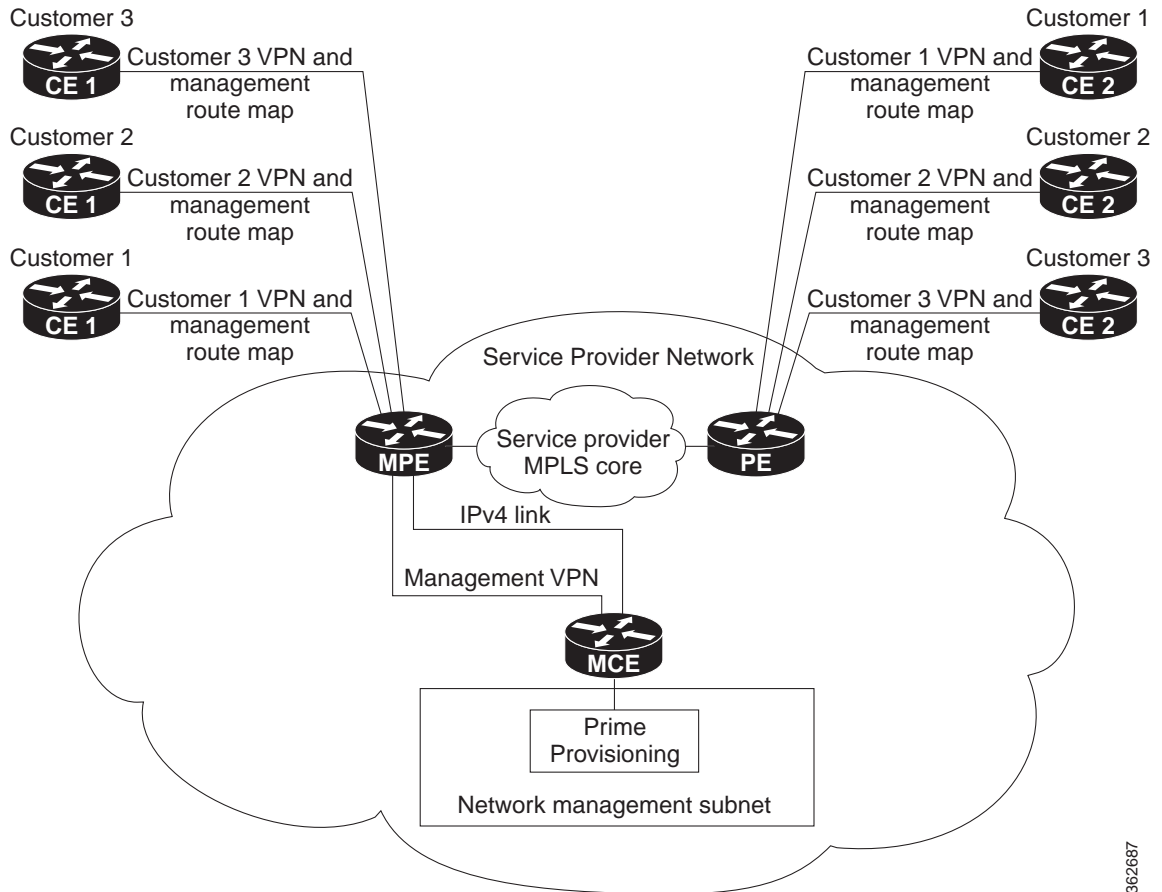 Customer 3
CE 1
Customer 3 VPN and
management
route map
Customer 2
CE 1
Customer 2 VPN and
management
route map
Customer 1
CE 1
Customer 1 VPN and
management
route map
Customer 1
CE 2
Customer 1 VPN and
management
route map
Customer 2
CE 2
Customer 2 VPN and
management
route map
Customer 3
CE 2
Customer 3 VPN and
management
route map
Service Provider Network
MPE
Service provider
MPLS core
PE
IPv4 link
Management VPN
MCE
Prime
Provisioning
Network management subnet
362687